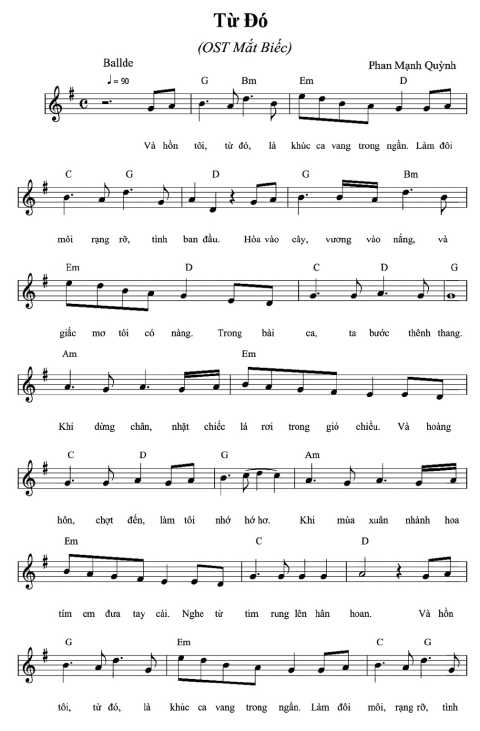 Từ Đó
(OST Mắt Biếc)
Ballde
Phan Mạnh Quỳnh
♩ = 90 G Bm Em D
Và hồn tôi, từ đó, là khúc ca vang trong ngần. Làm đôi
C G D G Bm
môi rạng rỡ, tình ban đầu. Hòa vào cây, vương vào nắng, và
Em D C D G
giấc mơ tôi có nàng. Trong bài ca, ta bước thênh thang.
Am Em
Khi dừng chân, nhặt chiếc lá rơi trong gió chiều. Và hoàng
C D G Am
hôn, chợt đến, làm tôi nhớ hớ hơ. Khi mùa xuân nhành hoa
Em C G D
tím em đưa tay cài. Nghe từ tim rung lên hân hoan. Và hồn
G Em C G
tôi, từ đó, là khúc ca vang trong ngần. Làm đôi môi, rạng rỡ, tình